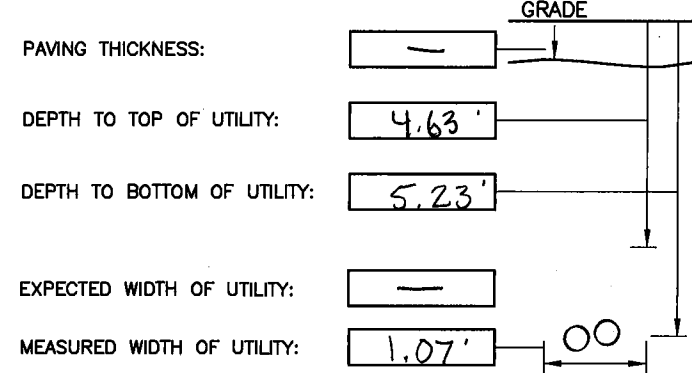 GRADE
PAVING THICKNESS: —
DEPTH TO TOP OF UTILITY: 4.63'
DEPTH TO BOTTOM OF UTILITY: 5.23'
EXPECTED WIDTH OF UTILITY: —
MEASURED WIDTH OF UTILITY: 1.07'